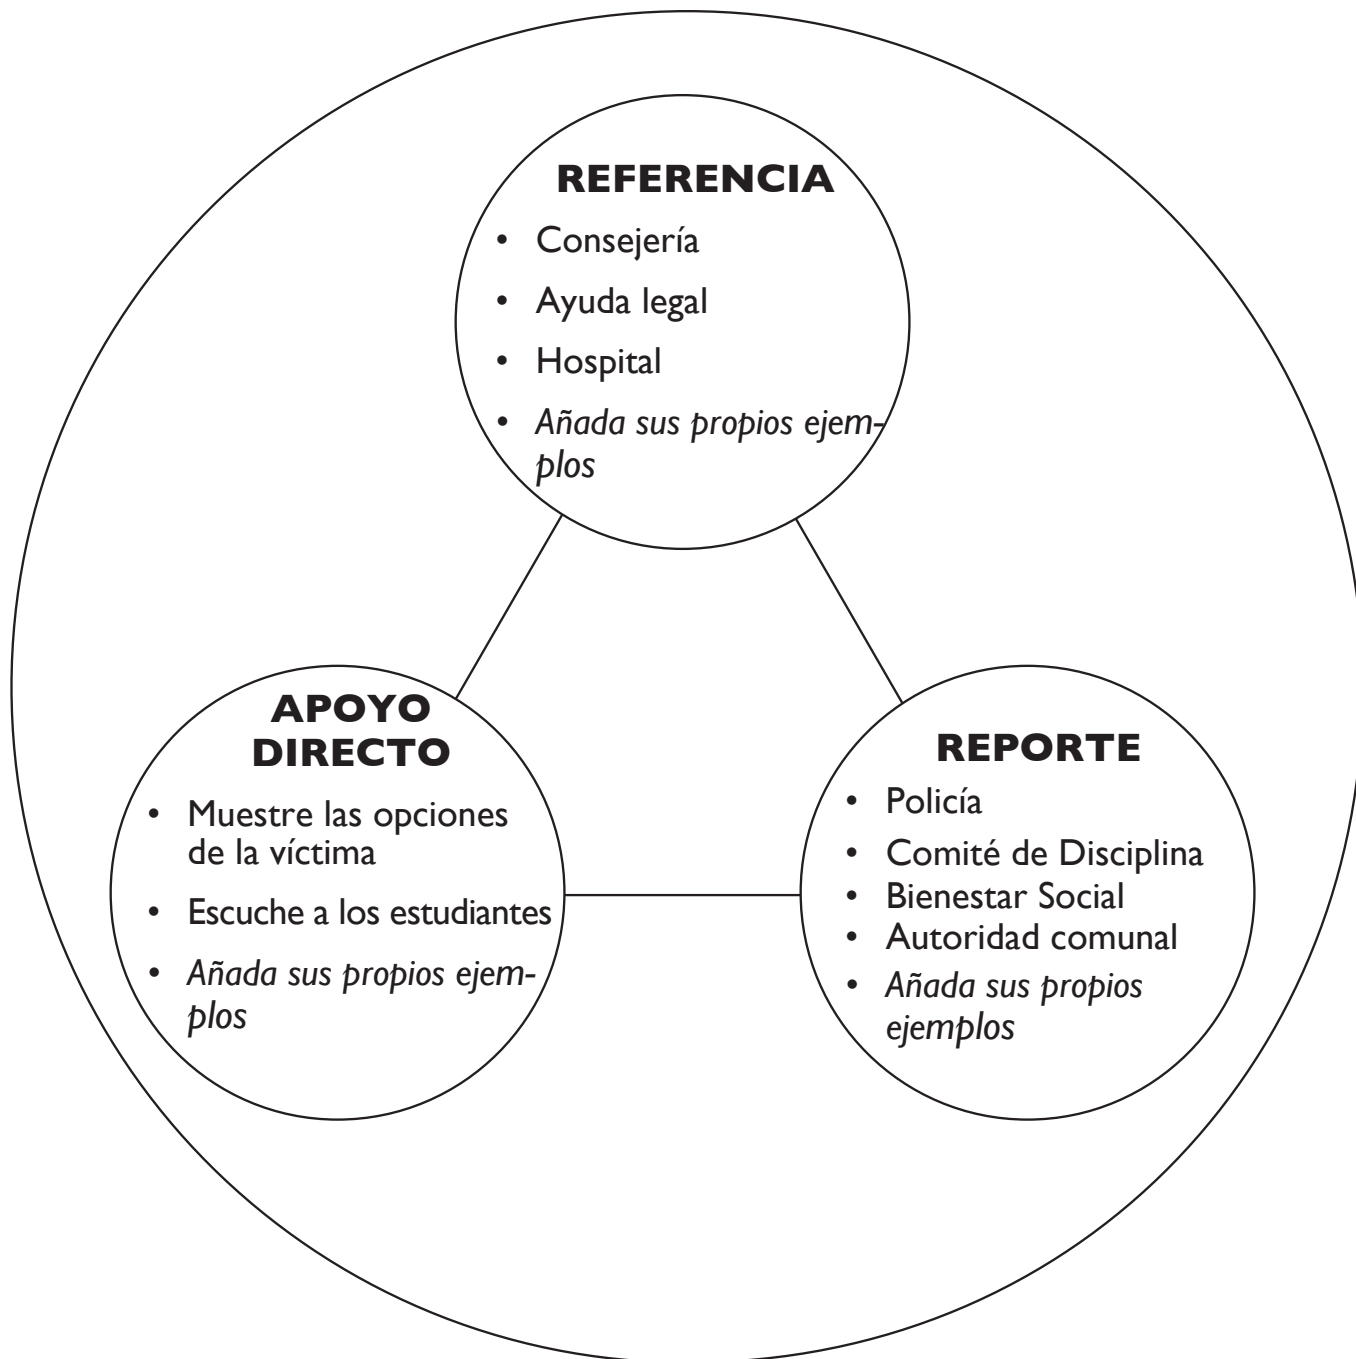 REFERENCIA
• Consejería
• Ayuda legal
• Hospital
• Añada sus propios ejem-
plos
APOYO
DIRECTO
• Muestre las opciones
de la víctima
• Escuche a los estudiantes
• Añada sus propios ejem-
plos
REPORTE
• Policía
• Comité de Disciplina
• Bienestar Social
• Autoridad comunal
• Añada sus propios
ejemplos